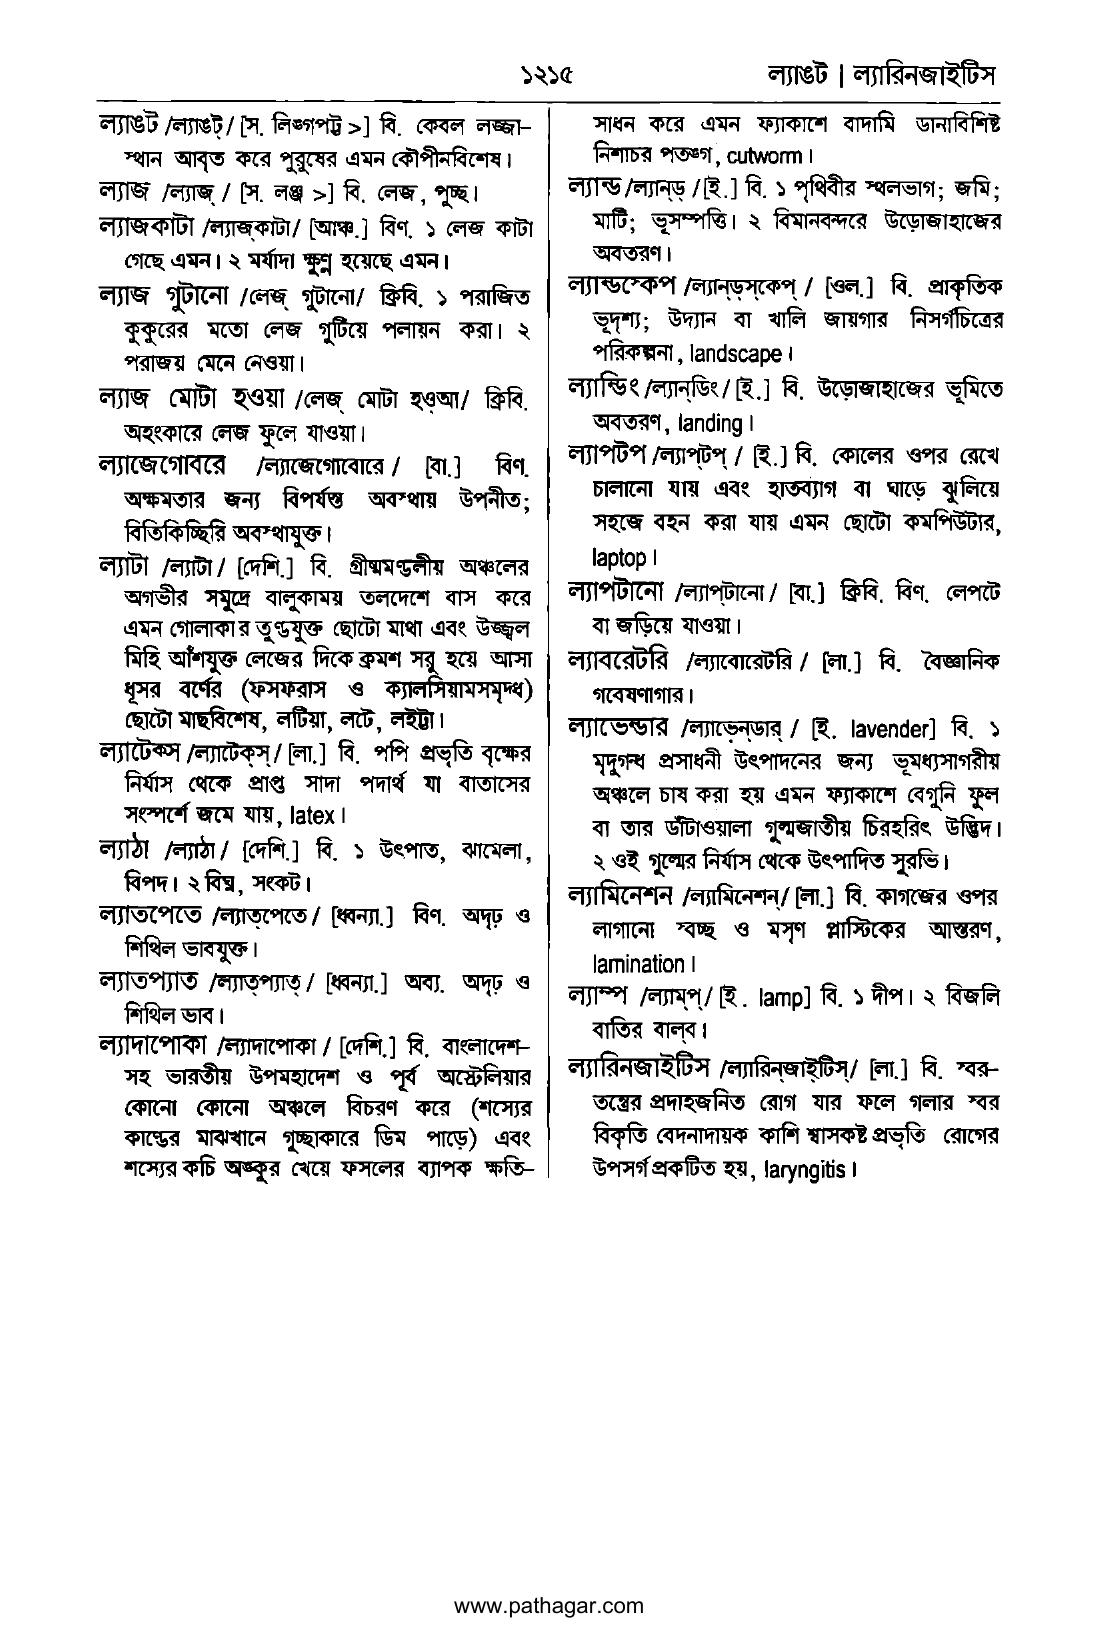 ১২১৫
ল্যাঙট | ল্যারিনজাইটিস
ল্যাঙট /ল্যাঙট্/ [স. লিঙ্গপট্ট >] বি. কেবল লজ্জা-
স্থান আবৃত করে পুরুষের এমন কৌপীনবিশেষ।
ল্যাজ /ল্যাজ্ / [স. লঞ্জ >] বি. লেজ, পুচ্ছ।
ল্যাজকাটা /ল্যাজ্‌কাটা/ [আঞ্চ.] বিণ. ১ লেজ কাটা
গেছে এমন। ২ মর্যাদা ক্ষুণ্ণ হয়েছে এমন।
ল্যাজ গুটানো /লেজ্ গুটানো/ ক্রিবি. ১ পরাজিত
কুকুরের মতো লেজ গুটিয়ে পলায়ন করা। ২
পরাজয় মেনে নেওয়া।
ল্যাজ মোটা হওয়া /লেজ্ মোটা হওআ/ ক্রিবি.
অহংকারে লেজ ফুলে যাওয়া।
ল্যাজেগোবরে /ল্যাজেগোবোরে / [বা.] বিণ.
অক্ষমতার জন্য বিপর্যস্ত অবস্থায় উপনীত;
বিতিকিচ্ছিরি অবস্থাযুক্ত।
ল্যাটা /ল্যাটা / [দেশি.] বি. গ্রীষ্মমণ্ডলীয় অঞ্চলের
অগভীর সমুদ্রে বালুকাময় তলদেশে বাস করে
এমন গোলাকার তুণ্ডযুক্ত ছোটো মাথা এবং উজ্জ্বল
মিহি আঁশযুক্ত লেজের দিকে ক্রমশ সরু হয়ে আসা
ধূসর বর্ণের (ফসফরাস ও ক্যালসিয়ামসমৃদ্ধ)
ছোটো মাছবিশেষ, লটিয়া, লটে, লইট্টা।
ল্যাটেক্স /ল্যাটেক্‌স্/ [লা.] বি. পপি প্রভৃতি বৃক্ষের
নির্যাস থেকে প্রাপ্ত সাদা পদার্থ যা বাতাসের
সংস্পর্শে জমে যায়, latex।
ল্যাঠা /ল্যাঠা / [দেশি.] বি. ১ উৎপাত, ঝামেলা,
বিপদ। ২ বিঘ্ন, সংকট।
ল্যাতপেতে /ল্যাত্‌পেতে / [ধ্বন্যা.] বিণ. অদৃঢ় ও
শিথিল ভাবযুক্ত।
ল্যাতপ্যাত /ল্যাত্‌প্যাত্ / [ধ্বন্যা.] অব্য. অদৃঢ় ও
শিথিল ভাব।
ল্যাদাপোকা /ল্যাদাপোকা / [দেশি.] বি. বাংলাদেশ-
সহ ভারতীয় উপমহাদেশ ও পূর্ব অস্ট্রেলিয়ার
কোনো কোনো অঞ্চলে বিচরণ করে (শস্যের
কাণ্ডের মাঝখানে গুচ্ছাকারে ডিম পাড়ে) এবং
শস্যের কচি অঙ্কুর খেয়ে ফসলের ব্যাপক ক্ষতি-
সাধন করে এমন ফ্যাকাশে বাদামি ডানাবিশিষ্ট
নিশাচর পতঙ্গ, cutworm।
ল্যান্ড /ল্যান্‌ড্ / [ই.] বি. ১ পৃথিবীর স্থলভাগ; জমি;
মাটি; ভূসম্পত্তি। ২ বিমানবন্দরে উড়োজাহাজের
অবতরণ।
ল্যান্ডস্কেপ /ল্যান্‌ড্‌স্‌কেপ্ / [ওল.] বি. প্রাকৃতিক
ভূদৃশ্য; উদ্যান বা খালি জায়গার নিসর্গচিত্রের
পরিকল্পনা, landscape।
ল্যান্ডিং /ল্যান্‌ডিং / [ই.] বি. উড়োজাহাজের ভূমিতে
অবতরণ, landing।
ল্যাপটপ /ল্যাপ্‌টপ্ / [ই.] বি. কোলের ওপর রেখে
চালানো যায় এবং হাতব্যাগ বা ঘাড়ে ঝুলিয়ে
সহজে বহন করা যায় এমন ছোটো কমপিউটার,
laptop।
ল্যাপটানো /ল্যাপ্‌টানো / [বা.] ক্রিবি. বিণ. লেপটে
বা জড়িয়ে যাওয়া।
ল্যাবরেটরি /ল্যাবোরেটরি / [লা.] বি. বৈজ্ঞানিক
গবেষণাগার।
ল্যাভেন্ডার /ল্যাভেন্‌ডার্ / [ই. lavender] বি. ১
মৃদুগন্ধ প্রসাধনী উৎপাদনের জন্য ভূমধ্যসাগরীয়
অঞ্চলে চাষ করা হয় এমন ফ্যাকাশে বেগুনি ফুল
বা তার ডাঁটাওয়ালা গুল্মজাতীয় চিরহরিৎ উদ্ভিদ।
২ ওই গুল্মের নির্যাস থেকে উৎপাদিত সুরভি।
ল্যামিনেশন /ল্যামিনেশন্/ [লা.] বি. কাগজের ওপর
লাগানো স্বচ্ছ ও মসৃণ প্লাস্টিকের আস্তরণ,
lamination।
ল্যাম্প /ল্যাম্‌প্/ [ই. lamp] বি. ১ দীপ। ২ বিজলি
বাতির বাল্‌ব।
ল্যারিনজাইটিস /ল্যারিন্‌জাইটিস্/ [লা.] বি. স্বর-
তন্ত্রের প্রদাহজনিত রোগ যার ফলে গলার স্বর
বিকৃতি বেদনাদায়ক কাশি শ্বাসকষ্ট প্রভৃতি রোগের
উপসর্গ প্রকটিত হয়, laryngitis।
www.pathagar.com